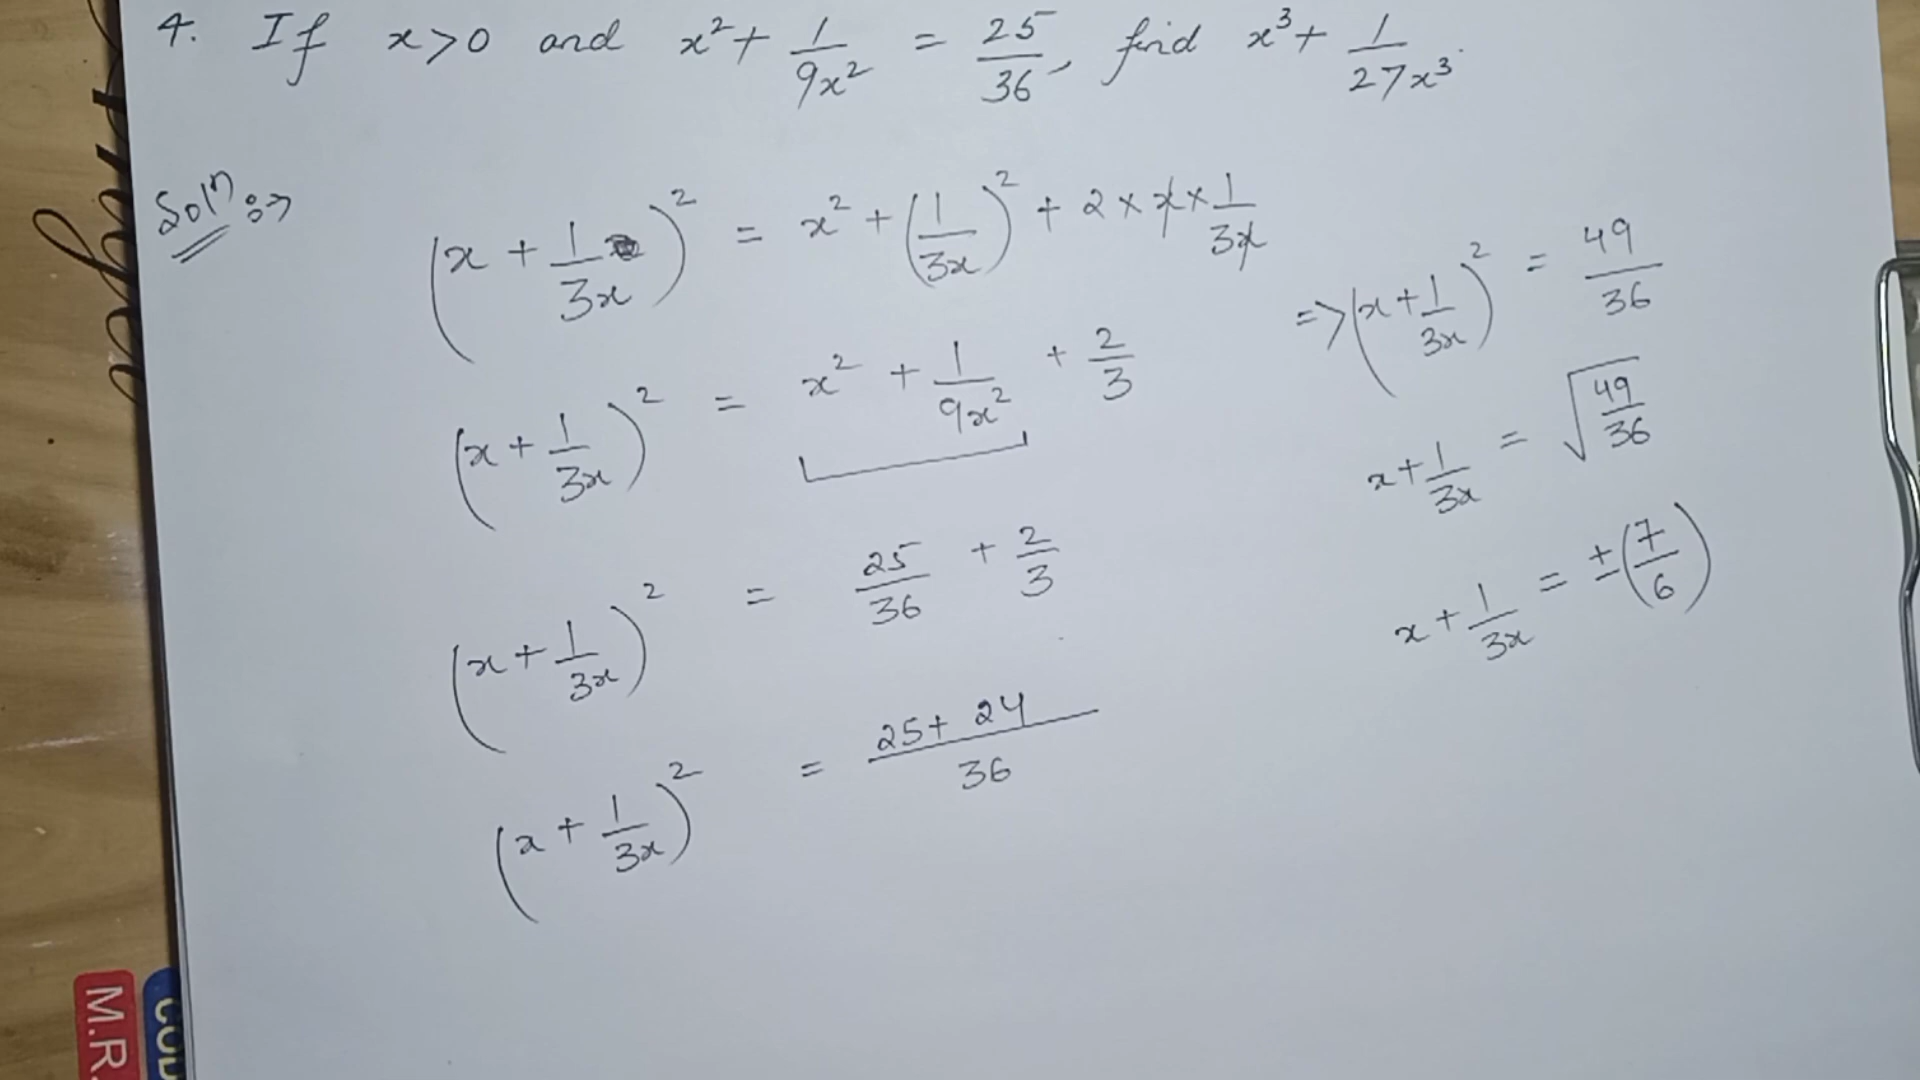 4. If x>0 and x² + 1/9x² = 25/36, find x³ + 1/27x³.
Solⁿ :->
(x + 1/3x)² = x² + (1/3x)² + 2 × x × 1/3x
(x + 1/3x)² = x² + 1/9x² + 2/3
(x + 1/3x)² = 25/36 + 2/3
(x + 1/3x)² = 25 + 24/36
=> (x + 1/3x)² = 49/36
x + 1/3x = √49/36
x + 1/3x = ±(7/6)
M.R.